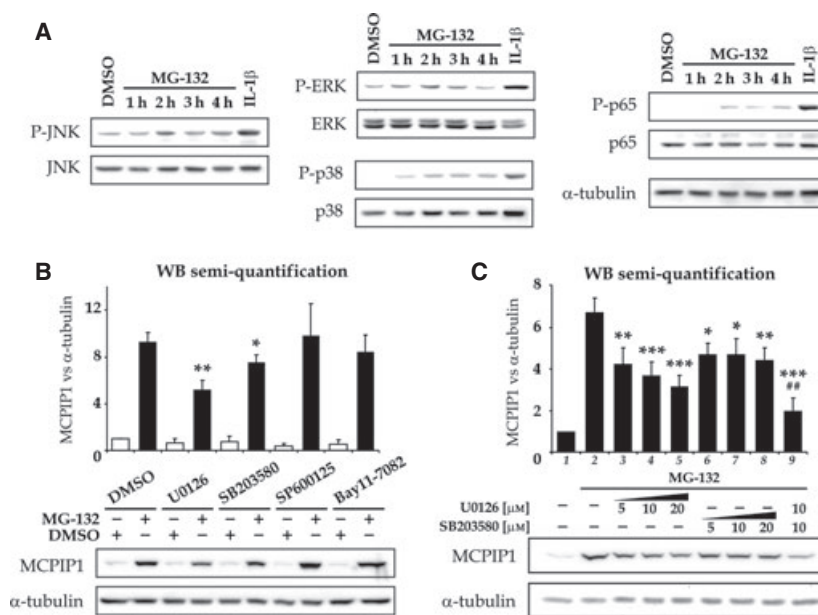 A
DMSO
MG-132
1 h 2 h 3 h 4 h
IL-1β
P-JNK
JNK
DMSO
MG-132
1 h 2 h 3 h 4 h
IL-1β
P-ERK
ERK
P-p38
p38
DMSO
MG-132
1 h 2 h 3 h 4 h
IL-1β
P-p65
p65
α-tubulin
B
WB semi-quantification
MCPIP1 vs α-tubulin
12
8
4
0
**
*
DMSO
U0126
SB203580
SP600125
Bay11-7082
MG-132 – + – + – + – + – +
DMSO + – + – + – + – + –
MCPIP1
α-tubulin
C
WB semi-quantification
MCPIP1 vs α-tubulin
8
6
4
2
0
** *** *** * * ** ***
##
1 2 3 4 5 6 7 8 9
MG-132
U0126 [μM] – – 5 10 20 – – – 10
SB203580 [μM] – – – – – 5 10 20 10
MCPIP1
α-tubulin